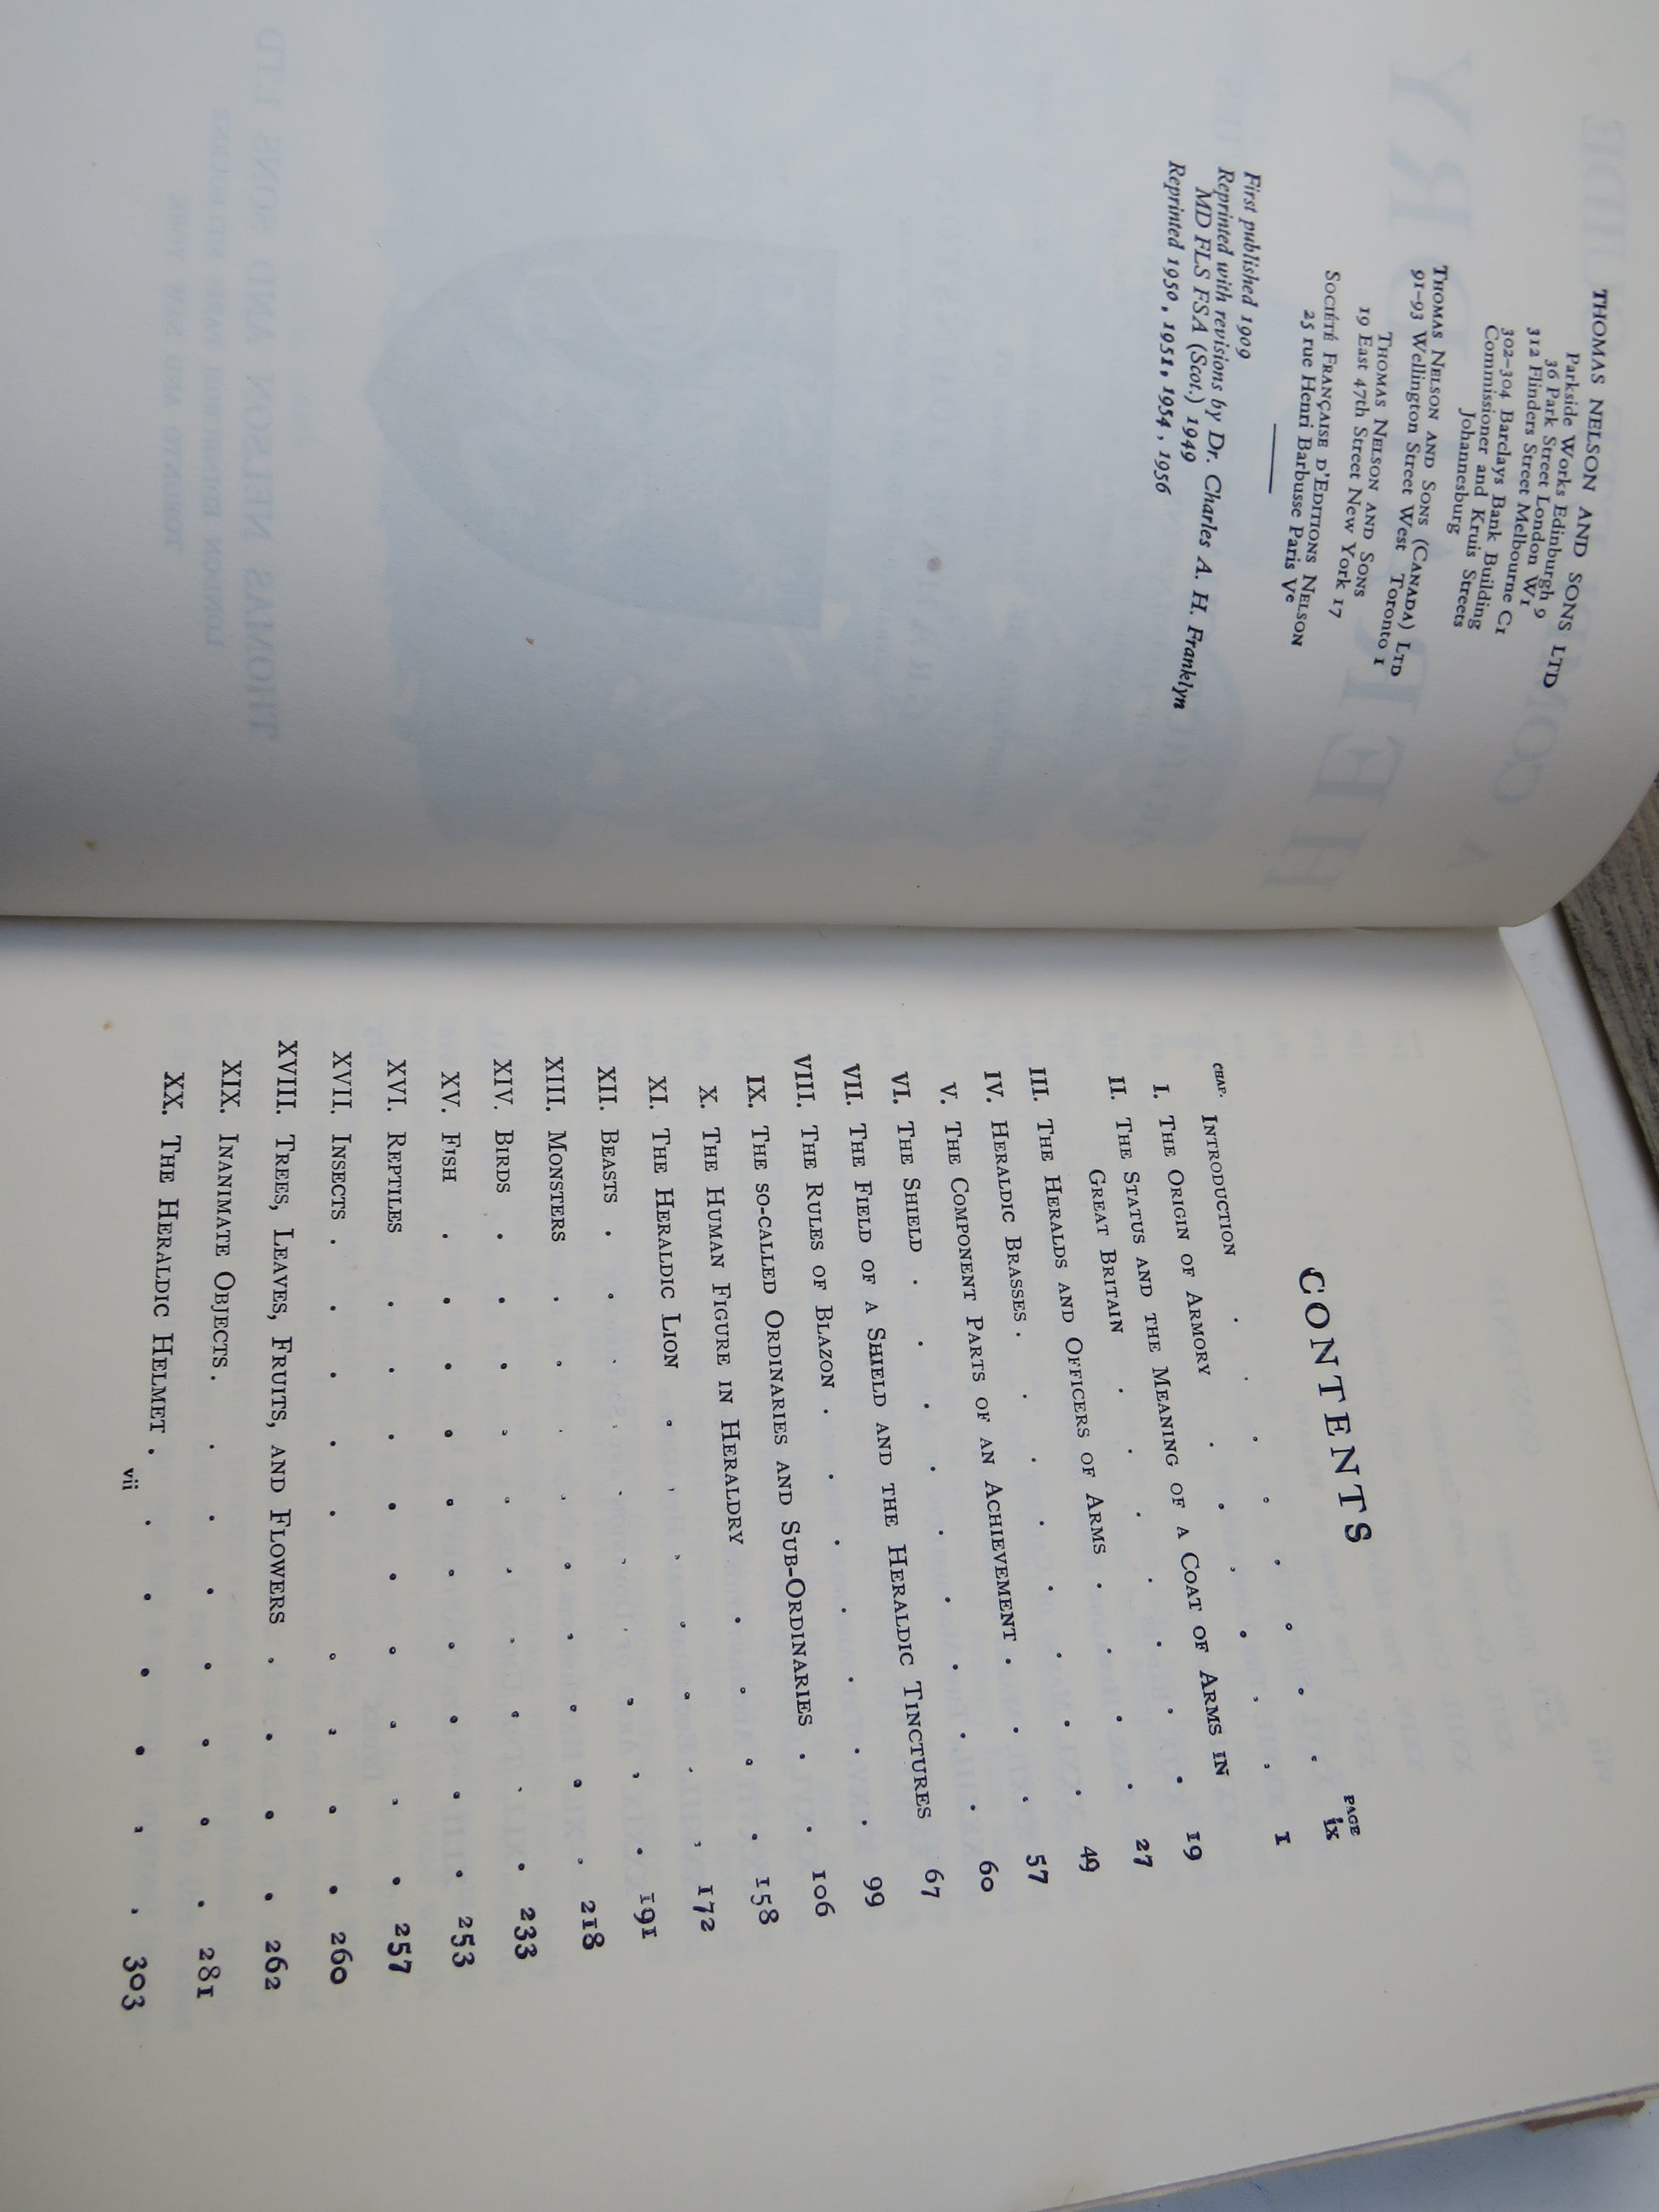 THOMAS NELSON AND SONS LTD
Parkside Works Edinburgh 9
36 Park Street London W1
312 Flinders Street Melbourne C1
302–304 Barclays Bank Building
Commissioner and Kruis Streets
Johannesburg
THOMAS NELSON AND SONS (CANADA) LTD
91–93 Wellington Street West Toronto 1
THOMAS NELSON AND SONS
19 East 47th Street New York 17
SOCIÉTÉ FRANÇAISE D'EDITIONS NELSON
25 rue Henri Barbusse Paris Ve
First published 1909
Reprinted with revisions by Dr. Charles A. H. Franklyn
MD FLS FSA (Scot.) 1949
Reprinted 1950, 1951, 1954, 1956
CONTENTS
CHAP. PAGE
INTRODUCTION . . . . . . . . ix
I. THE ORIGIN OF ARMORY . . . . . . 1
II. THE STATUS AND THE MEANING OF A COAT OF ARMS IN
GREAT BRITAIN . . . . . . . 19
III. THE HERALDS AND OFFICERS OF ARMS . . . . 27
IV. HERALDIC BRASSES . . . . . . . 49
V. THE COMPONENT PARTS OF AN ACHIEVEMENT . . . 57
VI. THE SHIELD . . . . . . . . . 60
VII. THE FIELD OF A SHIELD AND THE HERALDIC TINCTURES 67
VIII. THE RULES OF BLAZON . . . . . . . 99
IX. THE SO-CALLED ORDINARIES AND SUB-ORDINARIES . . 106
X. THE HUMAN FIGURE IN HERALDRY . . . . 158
XI. THE HERALDIC LION . . . . . . . 172
XII. BEASTS . . . . . . . . . 191
XIII. MONSTERS . . . . . . . . . 218
XIV. BIRDS . . . . . . . . . . 233
XV. FISH . . . . . . . . . . 253
XVI. REPTILES . . . . . . . . . 257
XVII. INSECTS . . . . . . . . . . 260
XVIII. TREES, LEAVES, FRUITS, AND FLOWERS . . . . 262
XIX. INANIMATE OBJECTS . . . . . . . . 281
XX. THE HERALDIC HELMET . . . . . . . 303
vii